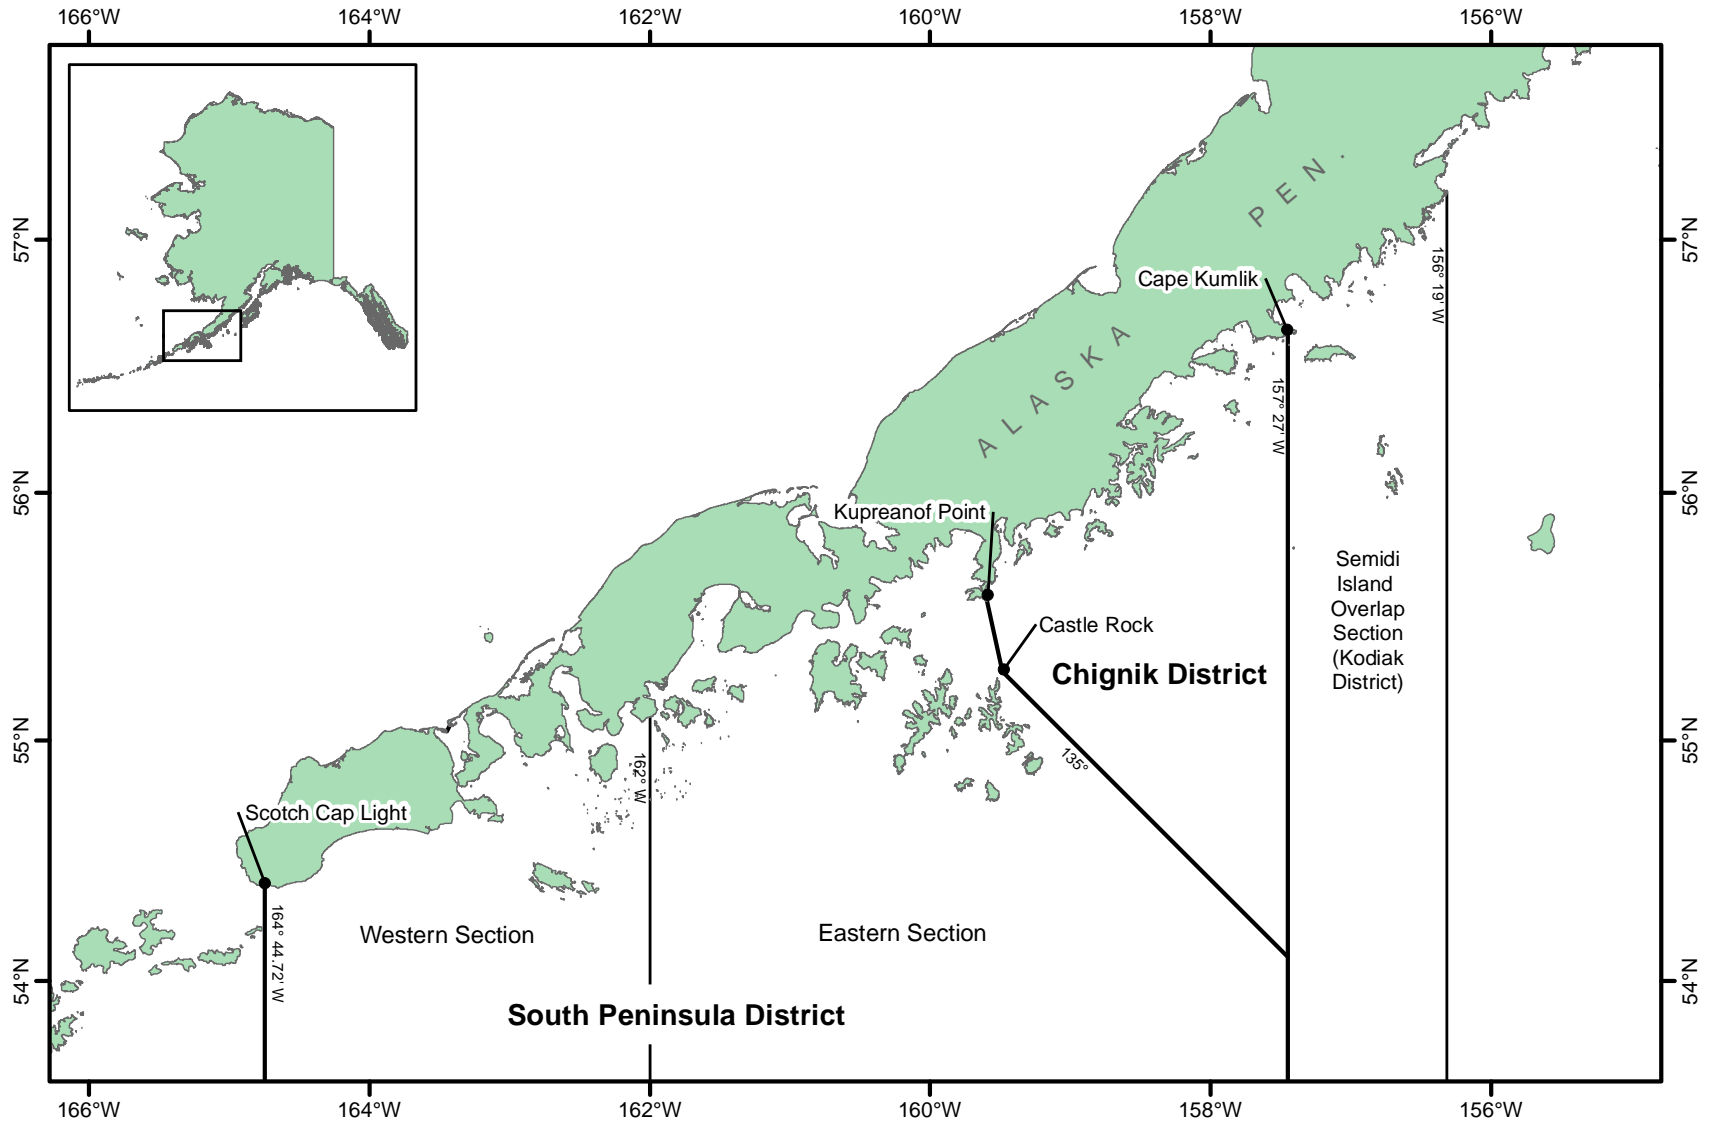 166°W 164°W 162°W 160°W 158°W 156°W
57°N
56°N
55°N
54°N
57°N
56°N
55°N
54°N
ALASKA PEN.
Cape Kumlik
156° 19' W
157° 27' W
Kupreanof Point
Castle Rock
Chignik District
Semidi
Island
Overlap
Section
(Kodiak
District)
135°
162° W
Scotch Cap Light
164° 44.72' W
Western Section
Eastern Section
South Peninsula District
166°W 164°W 162°W 160°W 158°W 156°W